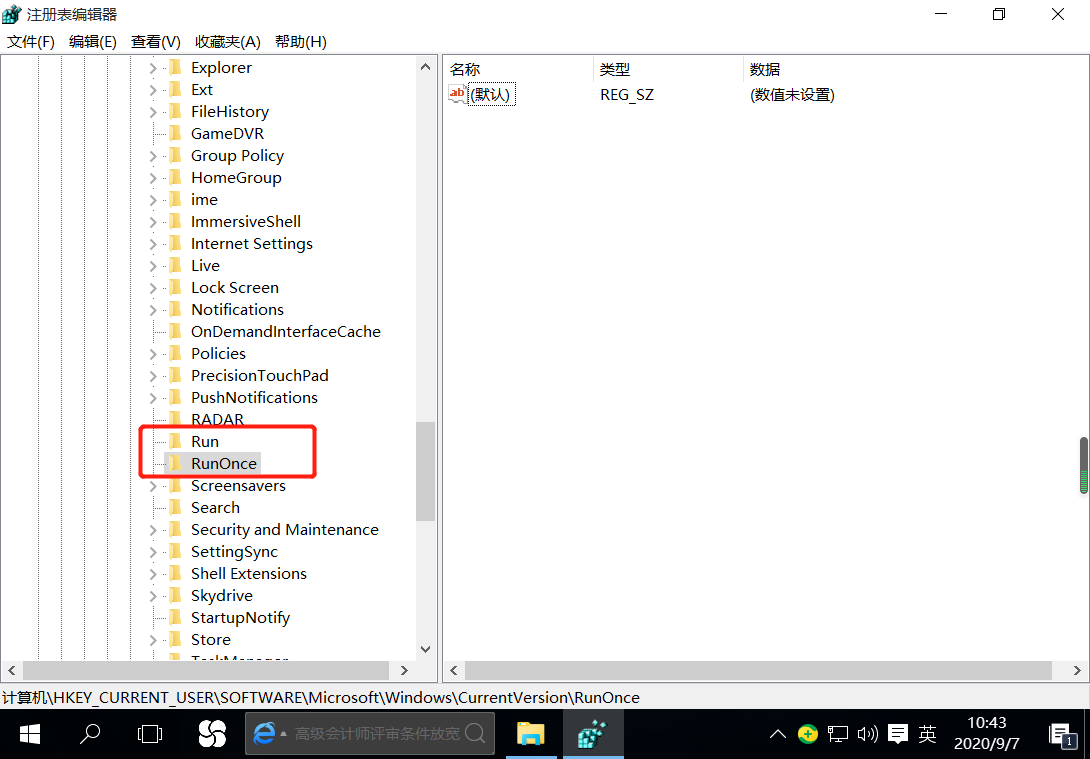 注册表编辑器
文件(F) 编辑(E) 查看(V) 收藏夹(A) 帮助(H)
Explorer
Ext
FileHistory
GameDVR
Group Policy
HomeGroup
ime
ImmersiveShell
Internet Settings
Live
Lock Screen
Notifications
OnDemandInterfaceCache
Policies
PrecisionTouchPad
PushNotifications
RADAR
Run
RunOnce
Screensavers
Search
Security and Maintenance
SettingSync
Shell Extensions
Skydrive
StartupNotify
Store
TaskManager
名称 类型 数据
ab (默认) REG_SZ (数值未设置)
计算机\HKEY_CURRENT_USER\SOFTWARE\Microsoft\Windows\CurrentVersion\RunOnce
高级会计师评审条件放宽
英
10:43
2020/9/7
1